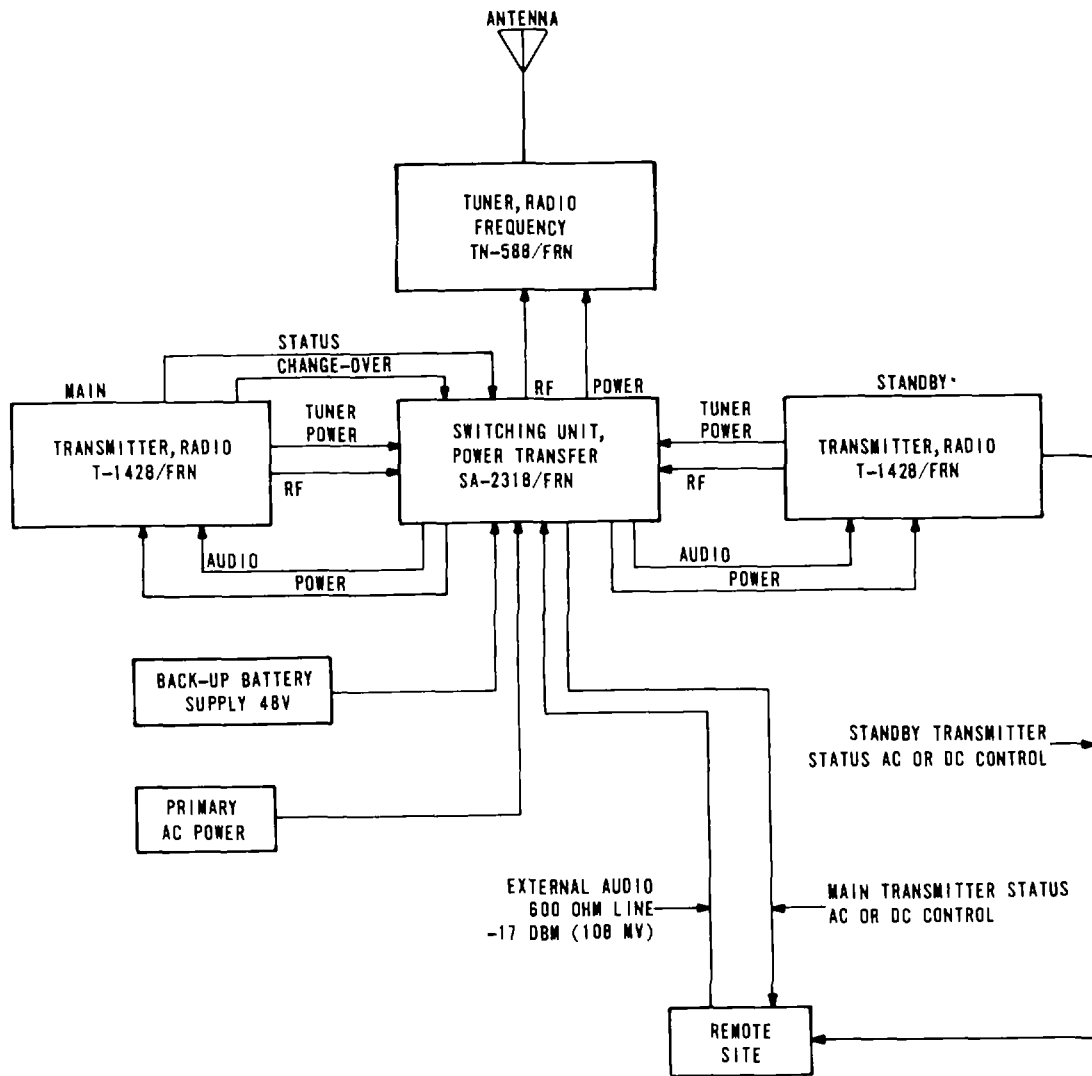 ANTENNA
TUNER, RADIO
FREQUENCY
TN-588/FRN
STATUS
CHANGE-OVER
MAIN
RF
POWER
STANDBY
TUNER
POWER
TRANSMITTER, RADIO
T-1428/FRN
RF
SWITCHING UNIT,
POWER TRANSFER
SA-2318/FRN
TUNER
POWER
RF
TRANSMITTER, RADIO
T-1428/FRN
AUDIO
POWER
AUDIO
POWER
BACK-UP BATTERY
SUPPLY 48V
STANDBY TRANSMITTER
STATUS AC OR DC CONTROL
PRIMARY
AC POWER
EXTERNAL AUDIO
600 OHM LINE
-17 DBM (108 MV)
MAIN TRANSMITTER STATUS
AC OR DC CONTROL
REMOTE
SITE